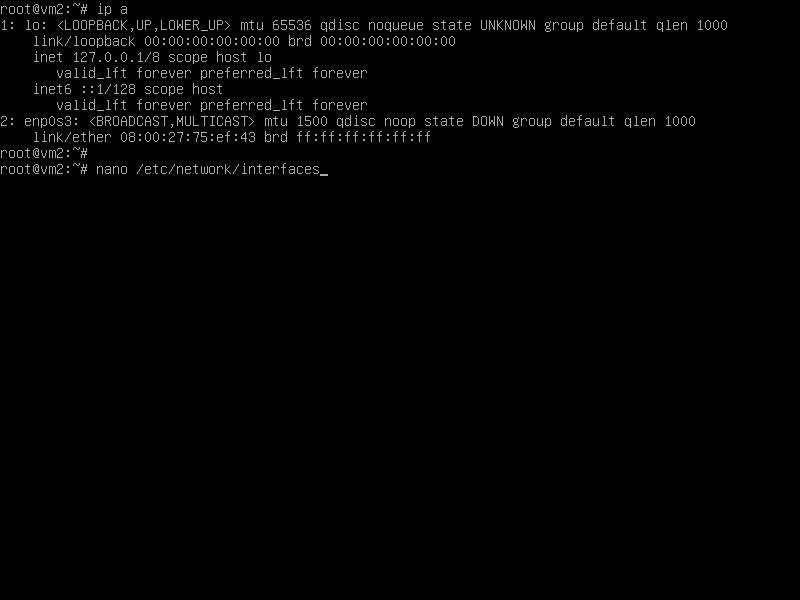 root@vm2:~# ip a
1: lo: <LOOPBACK,UP,LOWER_UP> mtu 65536 qdisc noqueue state UNKNOWN group default qlen 1000
    link/loopback 00:00:00:00:00:00 brd 00:00:00:00:00:00
    inet 127.0.0.1/8 scope host lo
       valid_lft forever preferred_lft forever
    inet6 ::1/128 scope host
       valid_lft forever preferred_lft forever
2: enp0s3: <BROADCAST,MULTICAST> mtu 1500 qdisc noop state DOWN group default qlen 1000
    link/ether 08:00:27:75:ef:43 brd ff:ff:ff:ff:ff:ff
root@vm2:~#
root@vm2:~# nano /etc/network/interfaces_